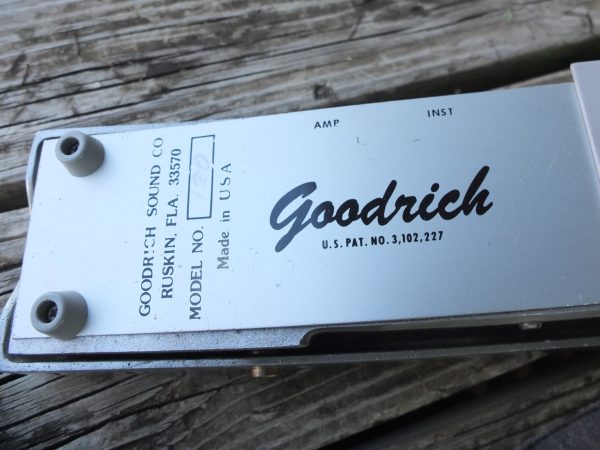 AMP INST
Goodrich
U.S. PAT. NO. 3,102,227
GOODRICH SOUND CO.
RUSKIN, FLA. 33570
MODEL NO.
Made in USA